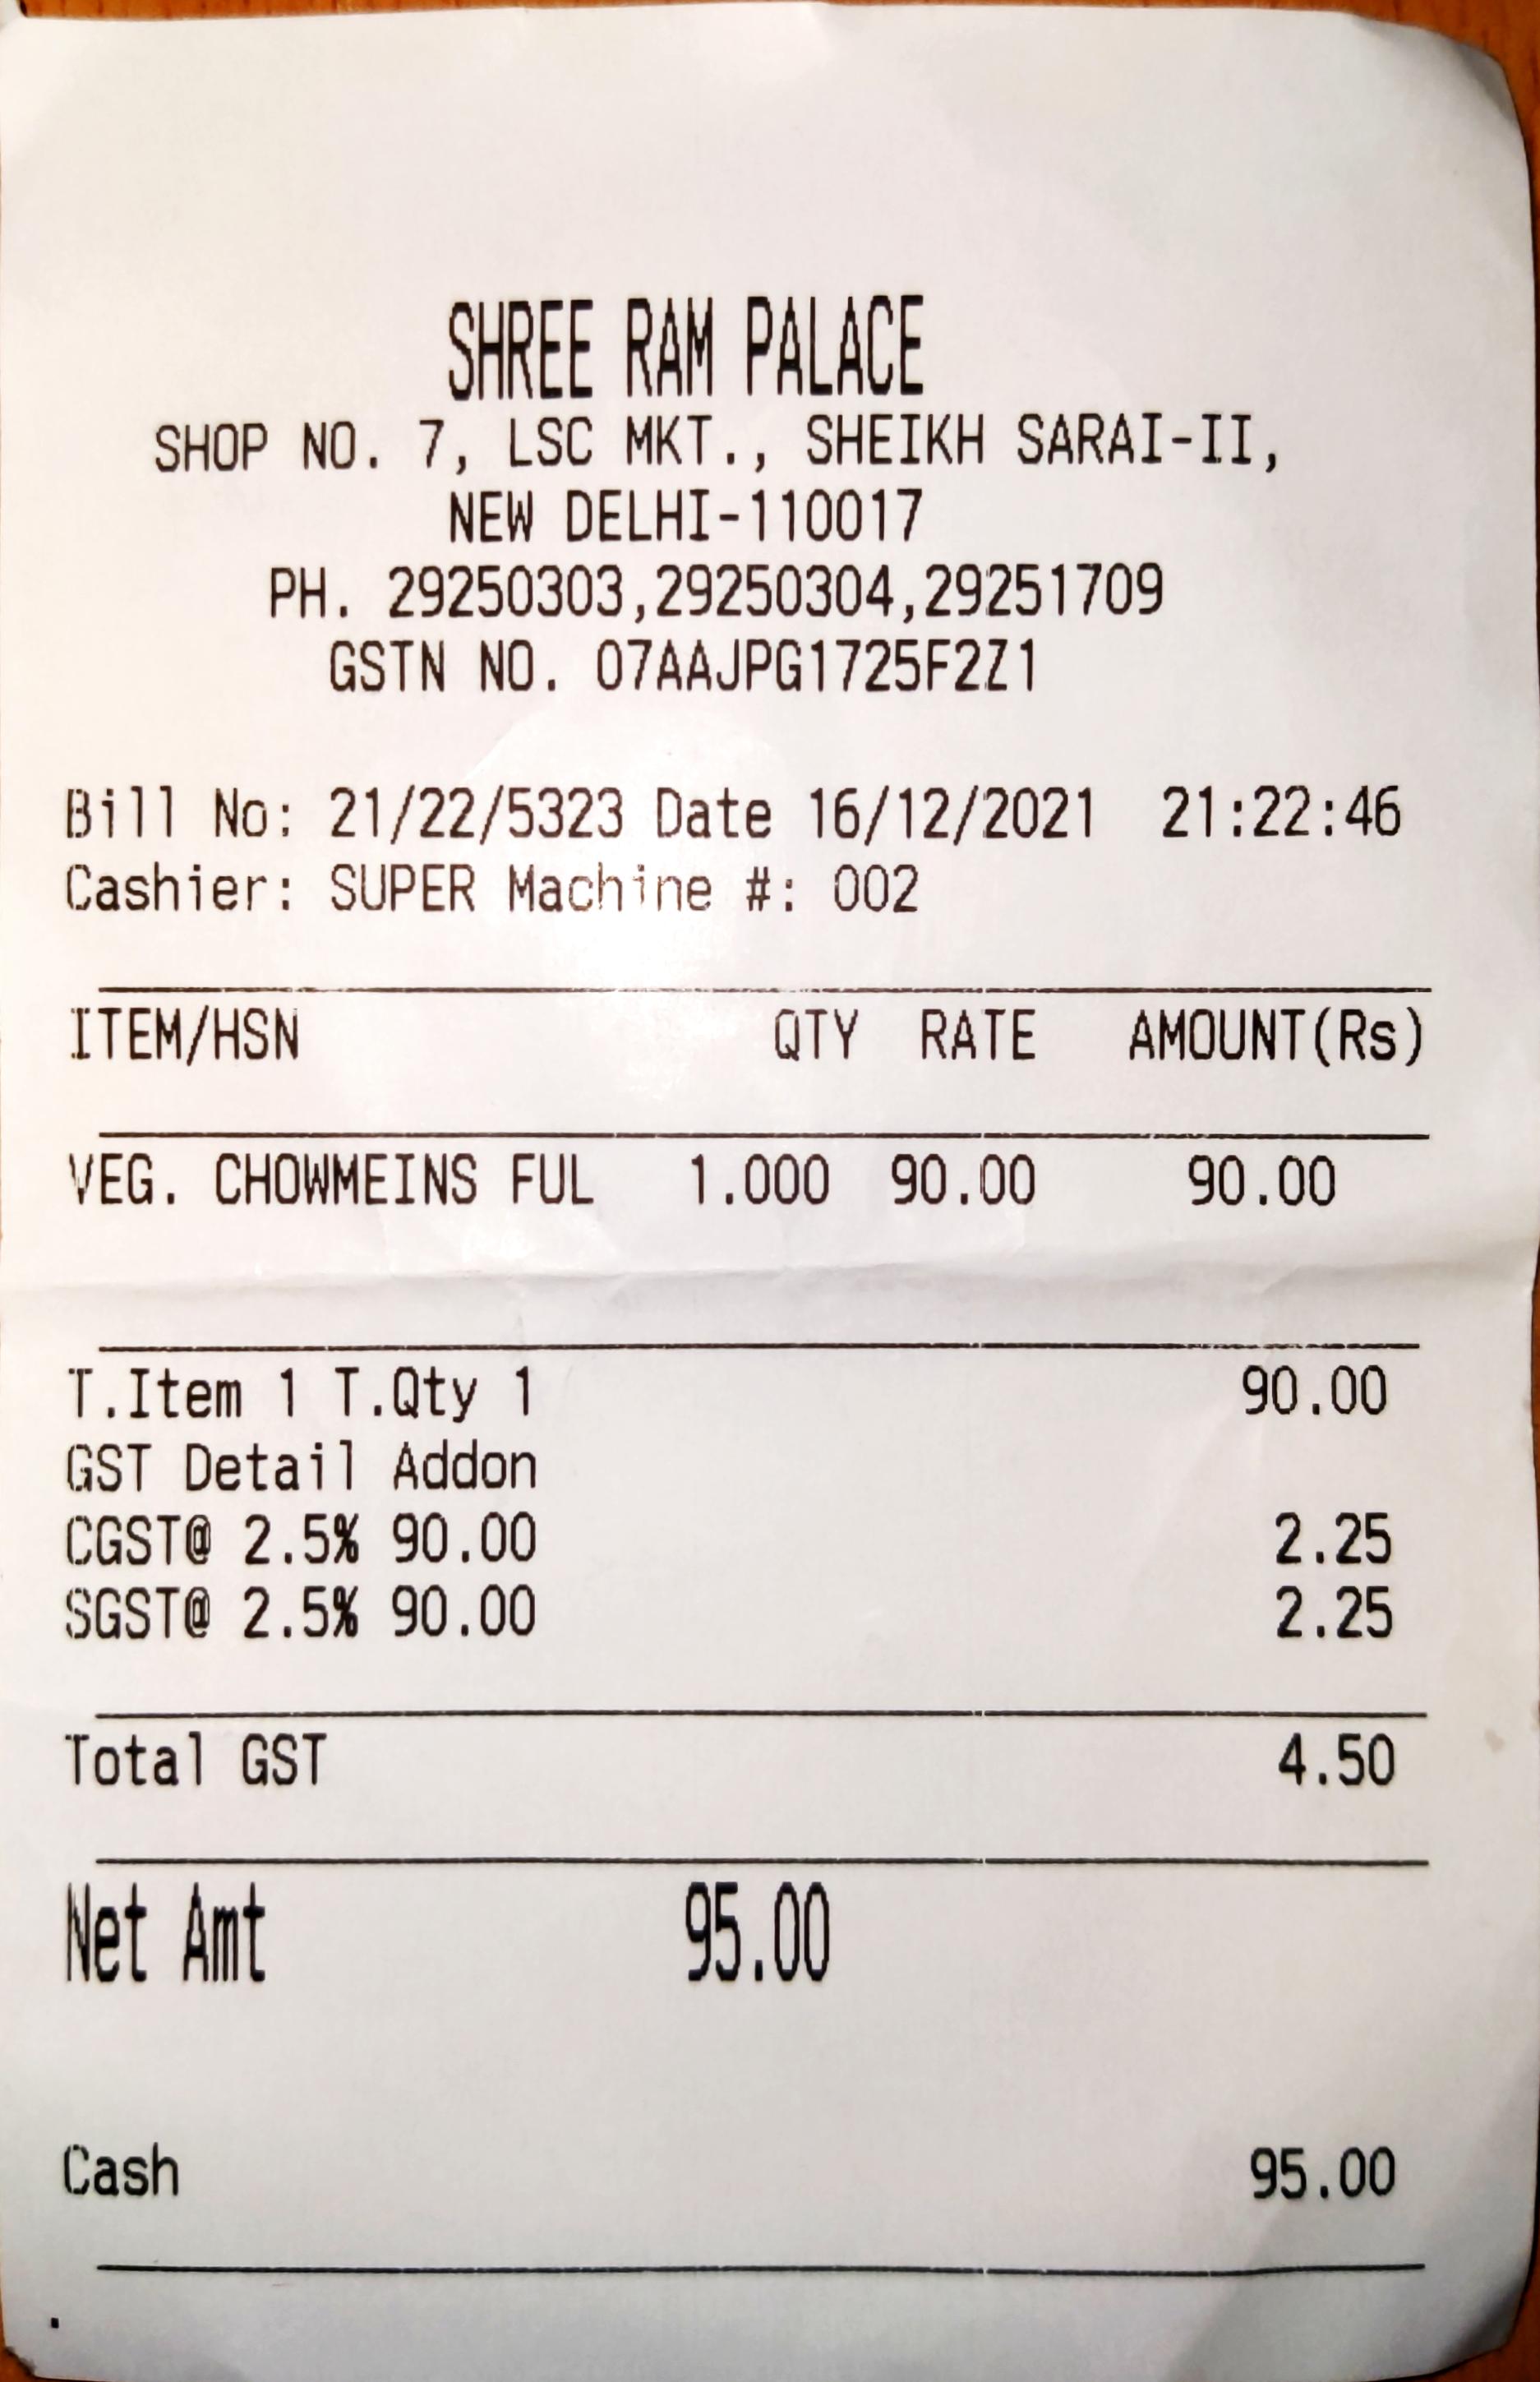 SHREE RAM PALACE
SHOP NO. 7, LSC MKT., SHEIKH SARAI-II,
NEW DELHI-110017
PH. 29250303,29250304,29251709
GSTN NO. 07AAJPG1725F2Z1
Bill No: 21/22/5323 Date 16/12/2021 21:22:46
Cashier: SUPER Machine #: 002
ITEM/HSN QTY RATE AMOUNT(Rs)
VEG. CHOWMEINS FUL 1.000 90.00 90.00
T.Item 1 T.Qty 1 90.00
GST Detail Addon
CGST@ 2.5% 90.00 2.25
SGST@ 2.5% 90.00 2.25
Total GST 4.50
Net Amt 95.00
Cash 95.00